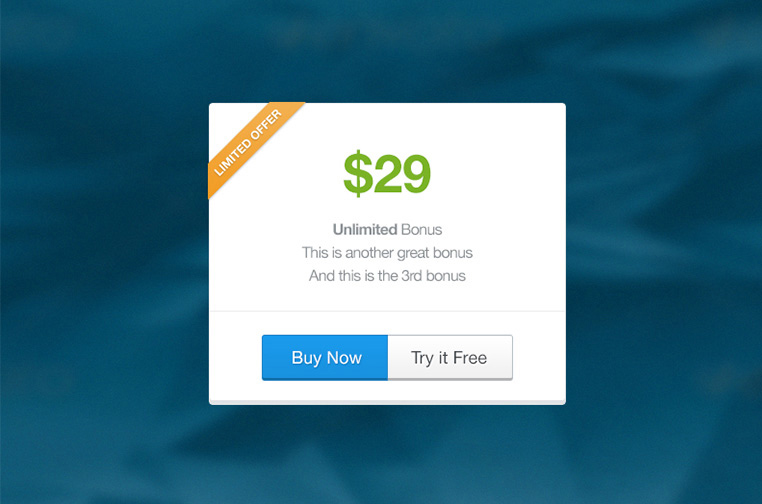 LIMITED OFFER
$29
Unlimited Bonus
This is another great bonus
And this is the 3rd bonus
Buy Now
Try it Free